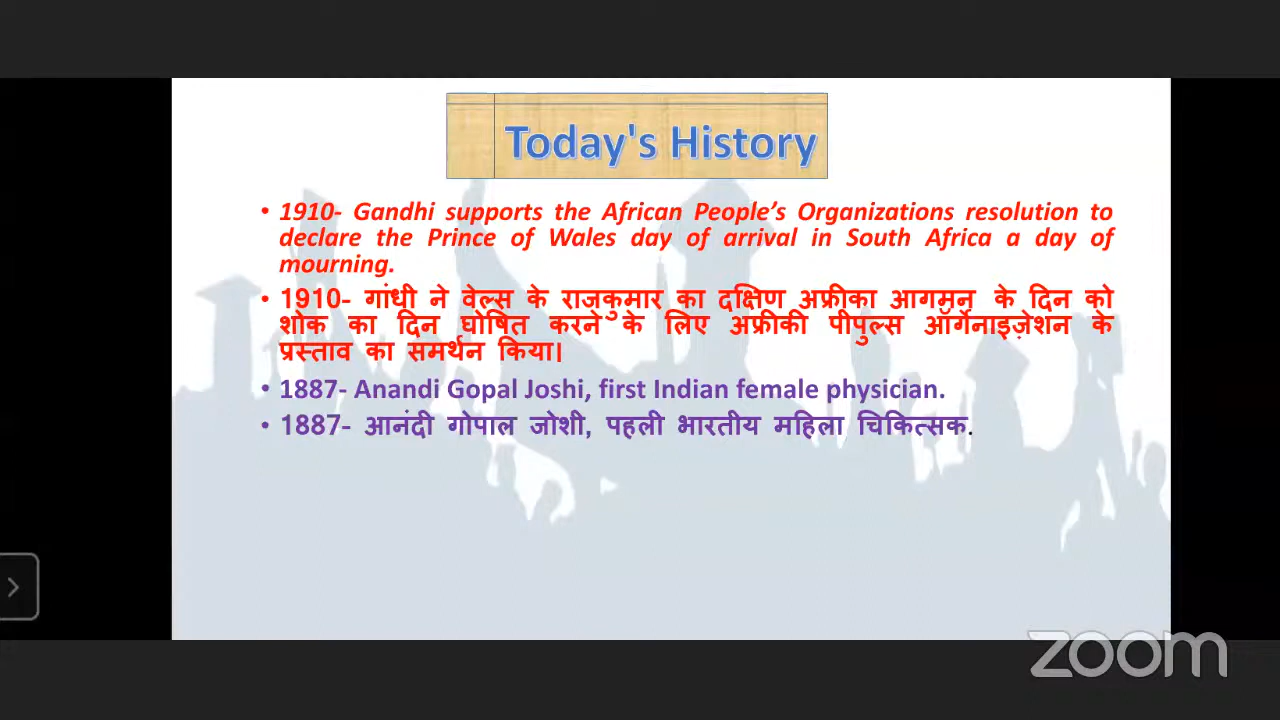 Today's History
• 1910- Gandhi supports the African People’s Organizations resolution to
declare the Prince of Wales day of arrival in South Africa a day of
mourning.
• 1910- गांधी ने वेल्स के राजकुमार का दक्षिण अफ्रीका आगमन के दिन को
शोक का दिन घोषित करने के लिए अफ्रीकी पीपुल्स ऑर्गेनाइज़ेशन के
प्रस्ताव का समर्थन किया।
• 1887- Anandi Gopal Joshi, first Indian female physician.
• 1887- आनंदी गोपाल जोशी, पहली भारतीय महिला चिकित्सक.
zoom